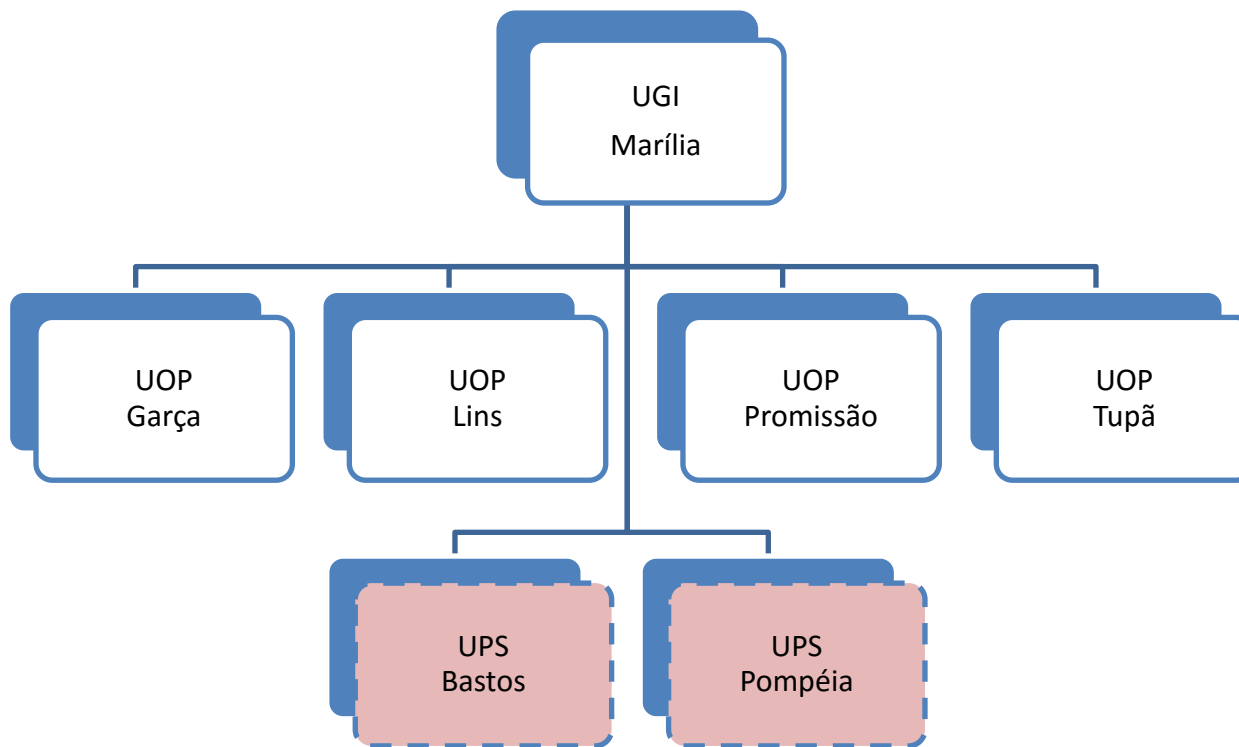 UGI
Marília
UOP
Garça
UOP
Lins
UOP
Promissão
UOP
Tupã
UPS
Bastos
UPS
Pompéia